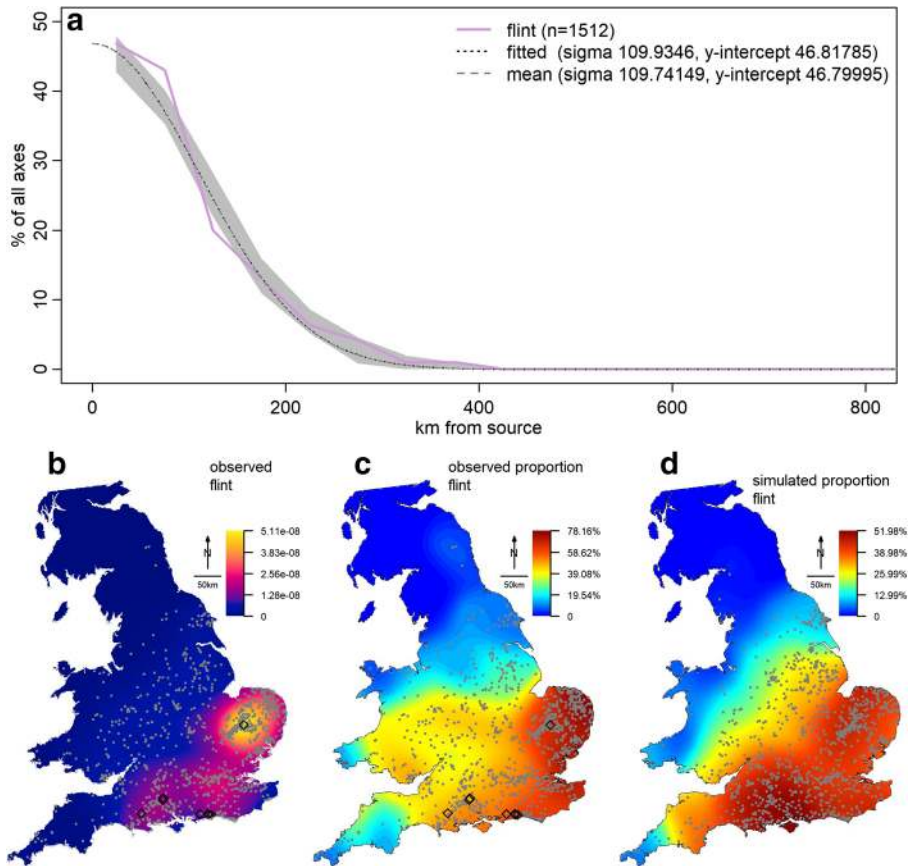 a
flint (n=1512)
fitted (sigma 109.9346, y-intercept 46.81785)
mean (sigma 109.74149, y-intercept 46.79995)
% of all axes
50
40
30
20
10
0
0 200 400 600 800
km from source
b
observed
flint
N
50km
5.11e-08
3.83e-08
2.56e-08
1.28e-08
0
c
observed proportion
flint
N
50km
78.16%
58.62%
39.08%
19.54%
0
d
simulated proportion
flint
N
50km
51.98%
38.98%
25.99%
12.99%
0